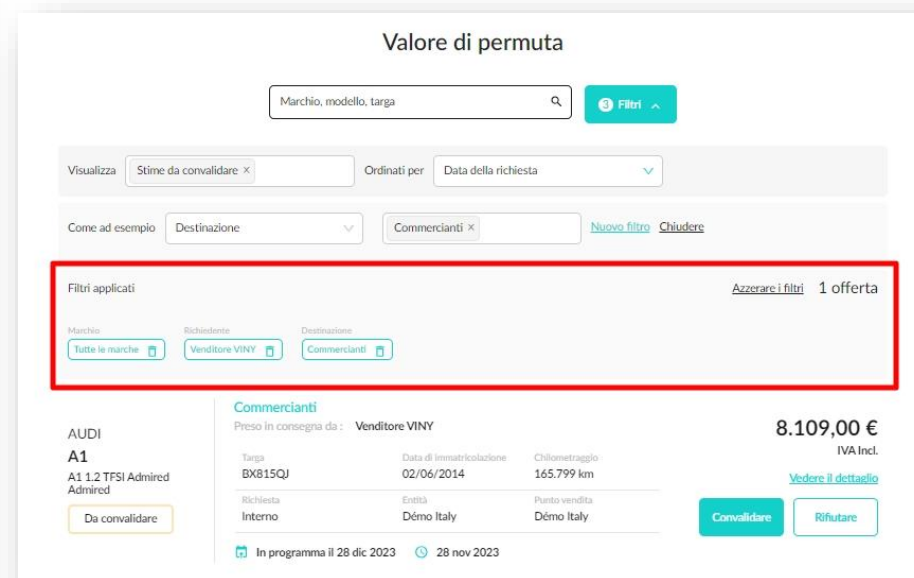 Valore di permuta
Marchio, modello, targa
3 Filtri
Visualizza Stime da convalidare × Ordinati per Data della richiesta
Come ad esempio Destinazione Commercianti × Nuovo filtro Chiudere
Filtri applicati Azzerare i filtri 1 offerta
Marchio Richiedente Destinazione
Tutte le marche Venditore VINY Commercianti
AUDI
A1
A1 1.2 TFSI Admired
Admired
Da convalidare
Commercianti
Preso in consegna da : Venditore VINY
Targa Data di immatricolazione Chilometraggio
BX815QJ 02/06/2014 165.799 km
Richiesta Entità Punto vendita
Interno Démo Italy Démo Italy
In programma il 28 dic 2023 28 nov 2023
8.109,00 €
IVA Incl.
Vedere il dettaglio
Convalidare Rifiutare